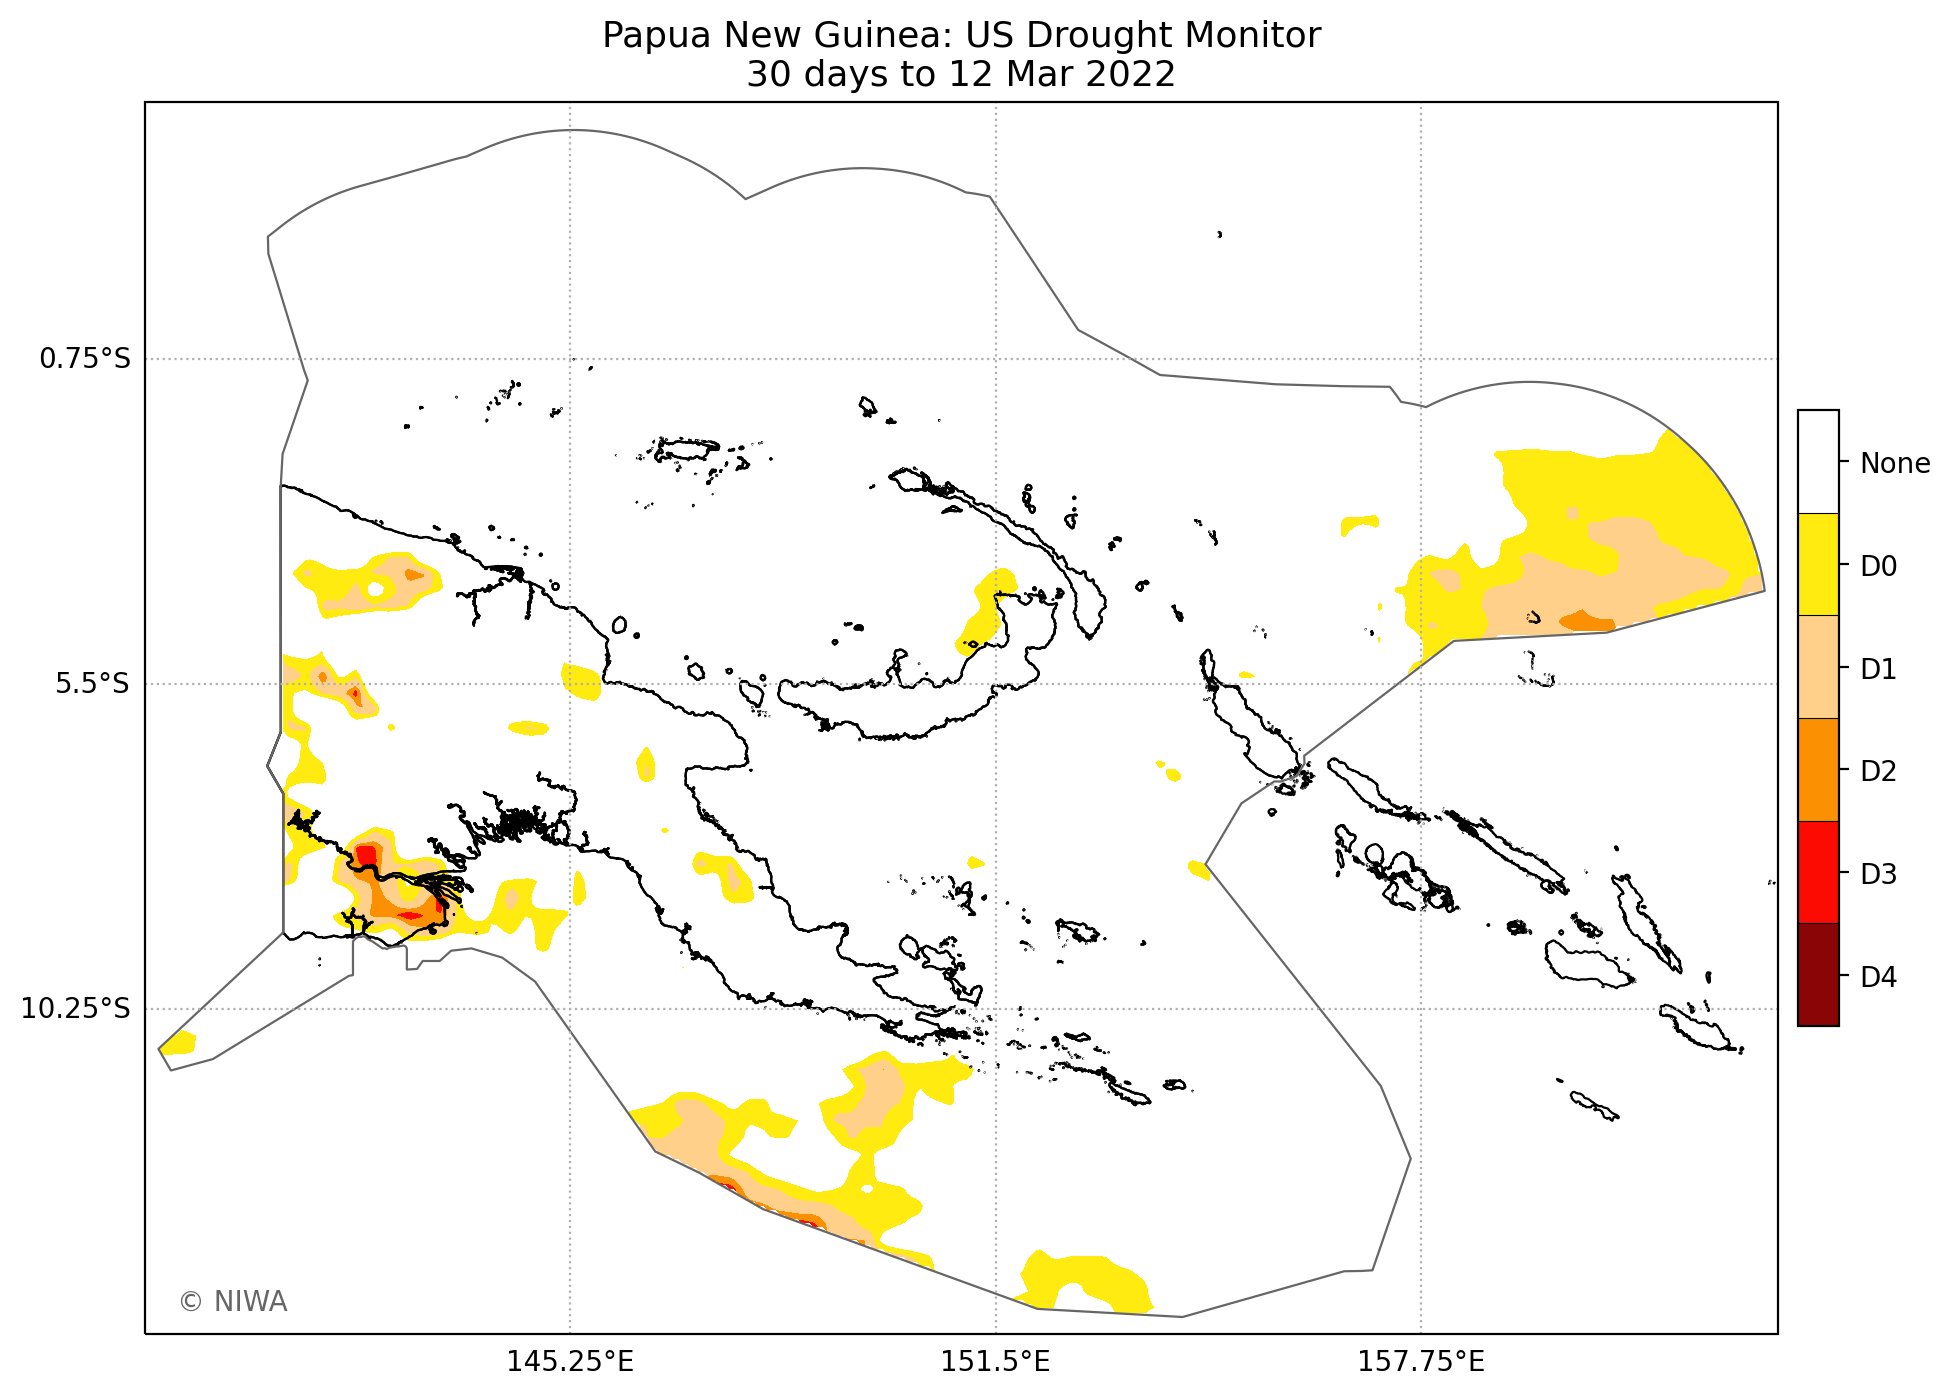 Papua New Guinea: US Drought Monitor
30 days to 12 Mar 2022
0.75°S
5.5°S
10.25°S
145.25°E
151.5°E
157.75°E
None
D0
D1
D2
D3
D4
© NIWA